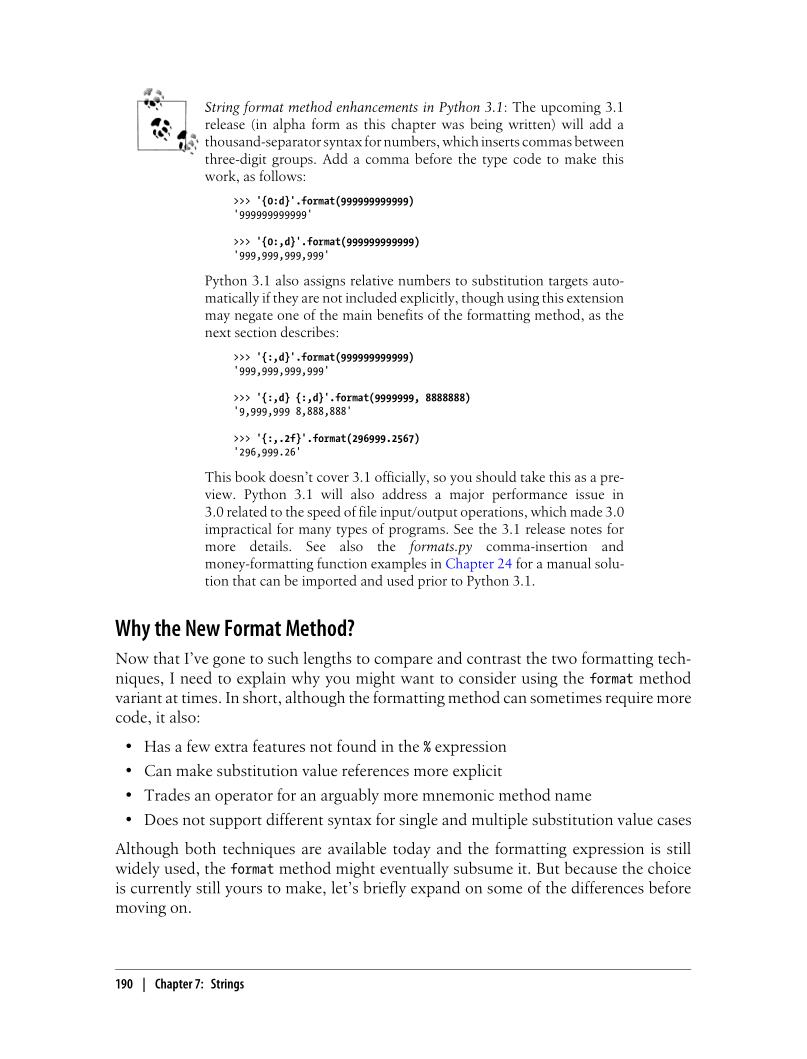 String format method enhancements in Python 3.1: The upcoming 3.1
release (in alpha form as this chapter was being written) will add a
thousand-separator syntax for numbers, which inserts commas between
three-digit groups. Add a comma before the type code to make this
work, as follows:
>>> '{0:d}'.format(999999999999)
'999999999999'
>>> '{0:,d}'.format(999999999999)
'999,999,999,999'
Python 3.1 also assigns relative numbers to substitution targets auto-
matically if they are not included explicitly, though using this extension
may negate one of the main benefits of the formatting method, as the
next section describes:
>>> '{:,d}'.format(999999999999)
'999,999,999,999'
>>> '{:,d} {:,d}'.format(9999999, 8888888)
'9,999,999 8,888,888'
>>> '{:,.2f}'.format(296999.2567)
'296,999.26'
This book doesn't cover 3.1 officially, so you should take this as a pre-
view. Python 3.1 will also address a major performance issue in
3.0 related to the speed of file input/output operations, which made 3.0
impractical for many types of programs. See the 3.1 release notes for
more details. See also the formats.py comma-insertion and
money-formatting function examples in Chapter 24 for a manual solu-
tion that can be imported and used prior to Python 3.1.
Why the New Format Method?
Now that I've gone to such lengths to compare and contrast the two formatting tech-
niques, I need to explain why you might want to consider using the format method
variant at times. In short, although the formatting method can sometimes require more
code, it also:
• Has a few extra features not found in the % expression
• Can make substitution value references more explicit
• Trades an operator for an arguably more mnemonic method name
• Does not support different syntax for single and multiple substitution value cases
Although both techniques are available today and the formatting expression is still
widely used, the format method might eventually subsume it. But because the choice
is currently still yours to make, let's briefly expand on some of the differences before
moving on.
190 | Chapter 7: Strings